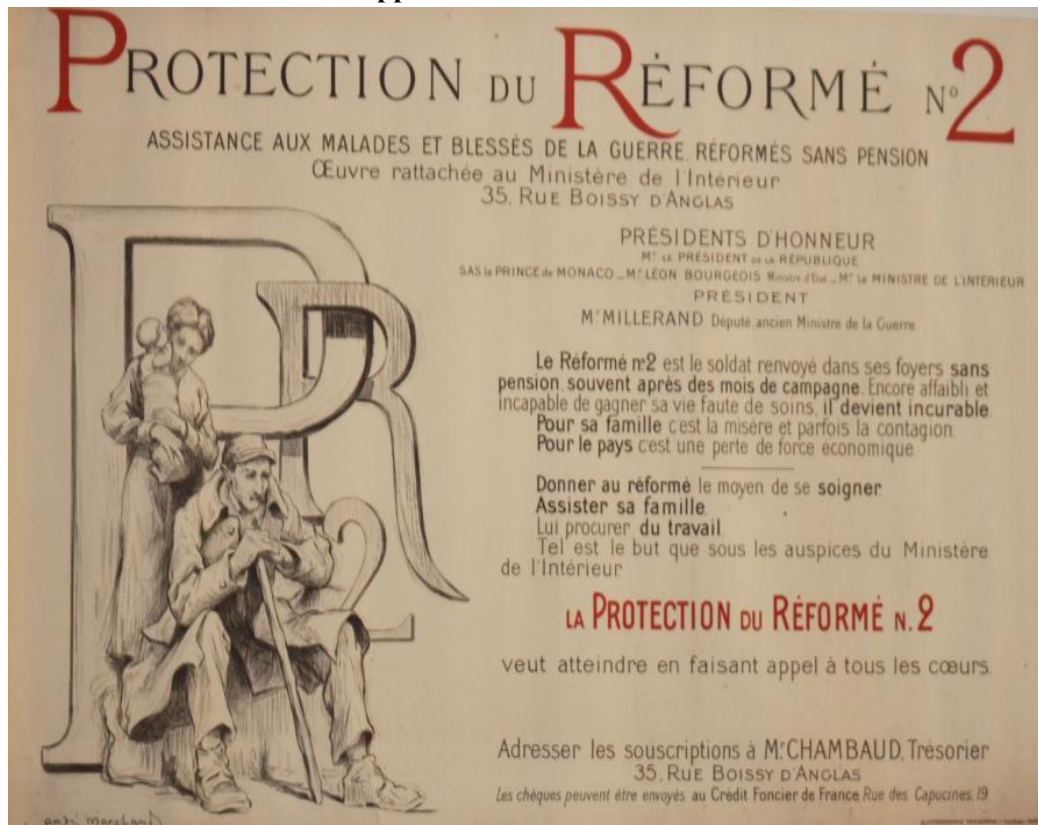 PROTECTION DU RÉFORMÉ No 2
ASSISTANCE AUX MALADES ET BLESSÉS DE LA GUERRE, RÉFORMÉS SANS PENSION
Œuvre rattachée au Ministère de l'Intérieur
35, RUE BOISSY D'ANGLAS
PRÉSIDENTS D'HONNEUR
Mr LE PRÉSIDENT DE LA RÉPUBLIQUE
SAS. le PRINCE de MONACO _ Mr LÉON BOURGEOIS Ministre d'État _ Mr le MINISTRE DE L'INTÉRIEUR
PRÉSIDENT
Mr MILLERAND Député, ancien Ministre de la Guerre
Le Réformé no2 est le soldat renvoyé dans ses foyers sans
pension, souvent après des mois de campagne. Encore affaibli et
incapable de gagner sa vie faute de soins, il devient incurable.
Pour sa famille c'est la misère et parfois la contagion.
Pour le pays c'est une perte de force économique
Donner au réformé le moyen de se soigner.
Assister sa famille.
Lui procurer du travail.
Tel est le but que sous les auspices du Ministère
de l'Intérieur
LA PROTECTION DU RÉFORMÉ N. 2
veut atteindre en faisant appel à tous les cœurs.
PR2
Adresser les souscriptions à Mr CHAMBAUD, Trésorier
35, RUE BOISSY D'ANGLAS
Les chèques peuvent être envoyés au Crédit Foncier de France, Rue des Capucines, 19